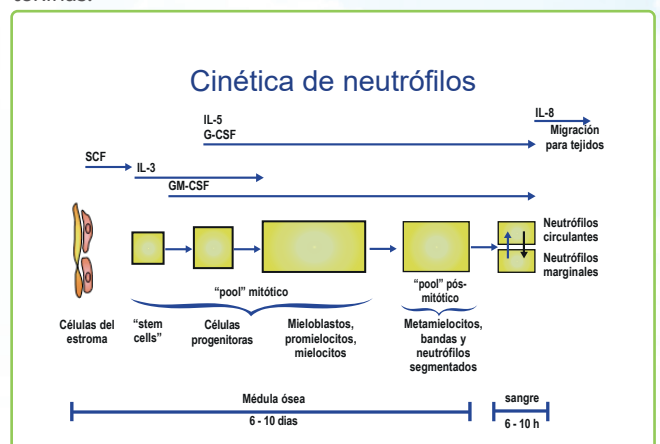 Cinética de neutrófilos
IL-5
G-CSF
IL-8
Migración
para tejidos
SCF
IL-3
GM-CSF
Neutrófilos
circulantes
Neutrófilos
marginales
"pool" mitótico
"pool" pós-
mitótico
Células del
estroma
"stem
cells"
Células
progenitoras
Mieloblastos,
promielocitos,
mielocitos
Metamielocitos,
bandas y
neutrófilos
segmentados
Médula ósea
6 - 10 dias
sangre
6 - 10 h